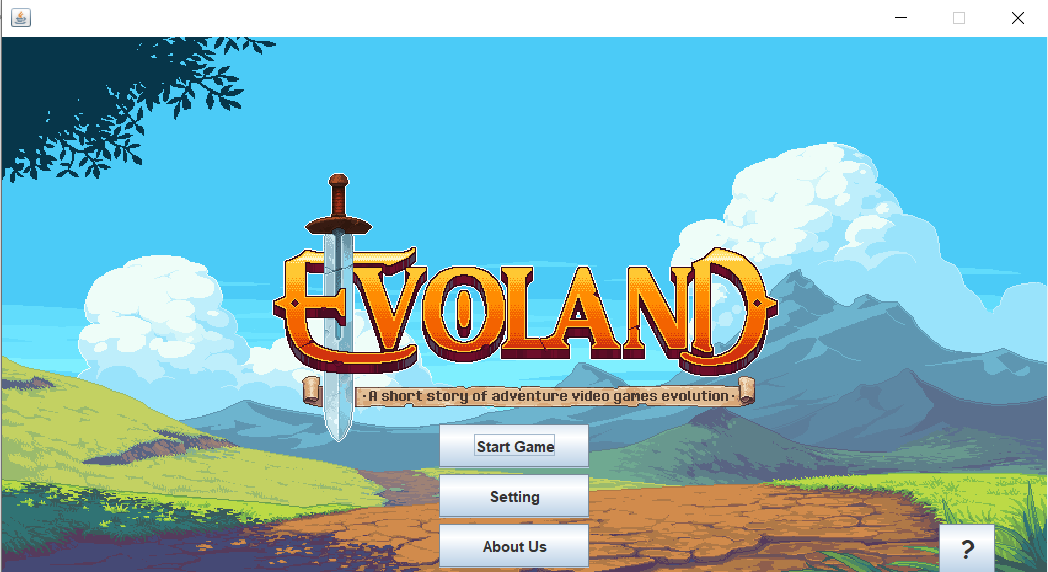 EVOLAND
·A short story of adventure video games evolution·
Start Game
Setting
About Us
?